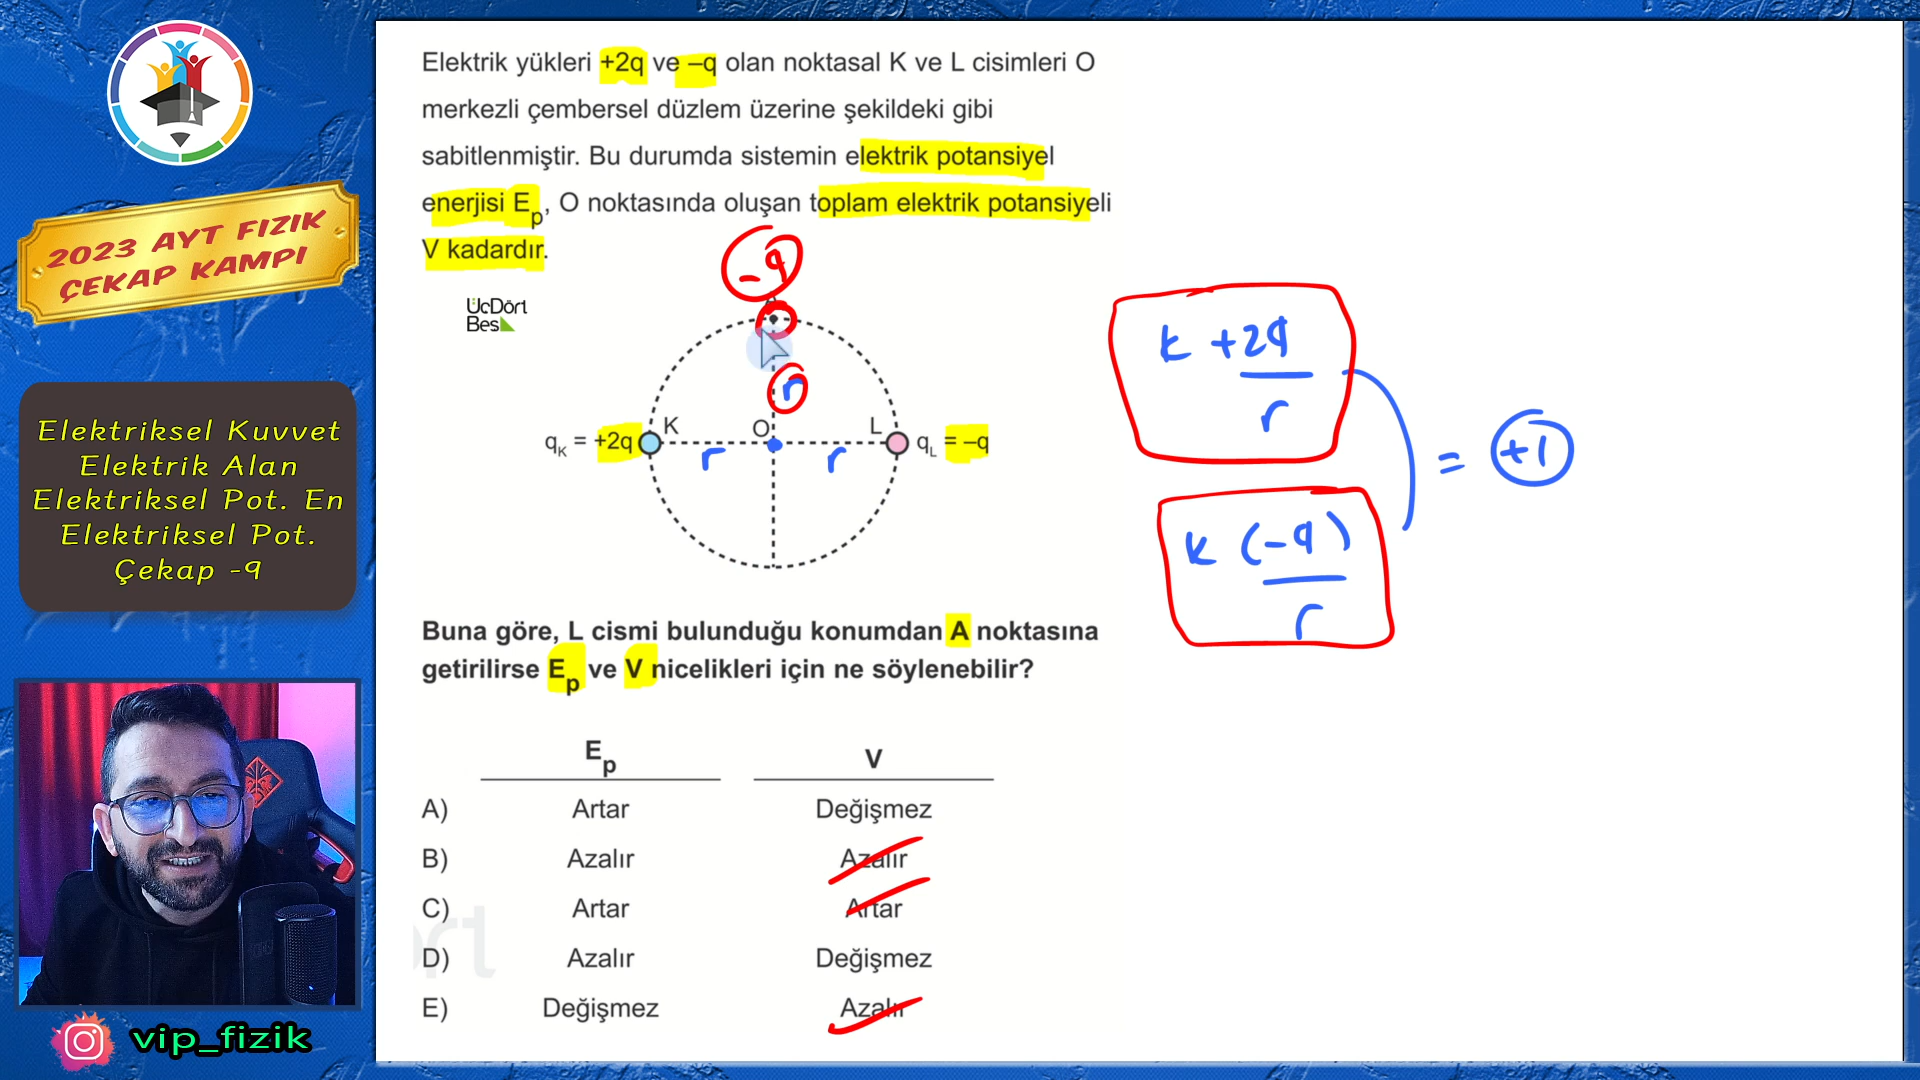 2023 AYT FIZIK
ÇEKAP KAMPI
Elektriksel Kuvvet
Elektrik Alan
Elektriksel Pot. En
Elektriksel Pot.
Çekap -9
vip_fizik
Elektrik yükleri +2q ve –q olan noktasal K ve L cisimleri O
merkezli çembersel düzlem üzerine şekildeki gibi
sabitlenmiştir. Bu durumda sistemin elektrik potansiyel
enerjisi Ep, O noktasında oluşan toplam elektrik potansiyeli
V kadardır.
ÜçDört
Beş
-q
r
K
O
L
qK = +2q
qL = –q
r
r
k +2q
r
k (-q)
r
= +1
Buna göre, L cismi bulunduğu konumdan A noktasına
getirilirse Ep ve V nicelikleri için ne söylenebilir?
Ep V
A) Artar Değişmez
B) Azalır Azalır
C) Artar Artar
D) Azalır Değişmez
E) Değişmez Azalır